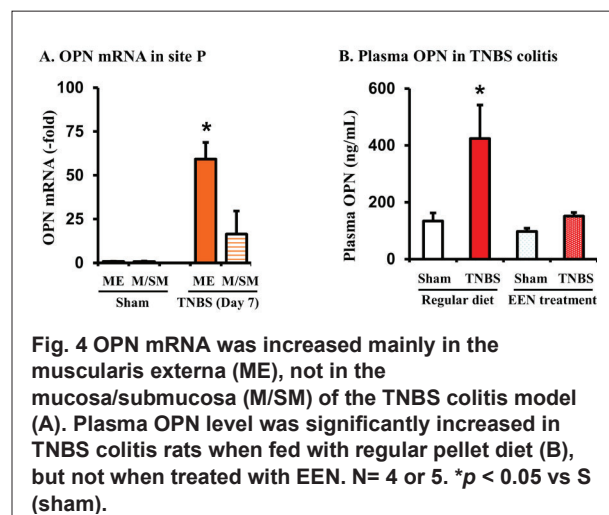 A. OPN mRNA in site P
OPN mRNA (-fold)
100
75
50
25
0
*
ME M/SM ME M/SM
Sham TNBS (Day 7)
B. Plasma OPN in TNBS colitis
Plasma OPN (ng/mL)
600
400
200
0
*
Sham TNBS Sham TNBS
Regular diet EEN treatment
Fig. 4 OPN mRNA was increased mainly in the
muscularis externa (ME), not in the
mucosa/submucosa (M/SM) of the TNBS colitis model
(A). Plasma OPN level was significantly increased in
TNBS colitis rats when fed with regular pellet diet (B),
but not when treated with EEN. N= 4 or 5. *p < 0.05 vs S
(sham).